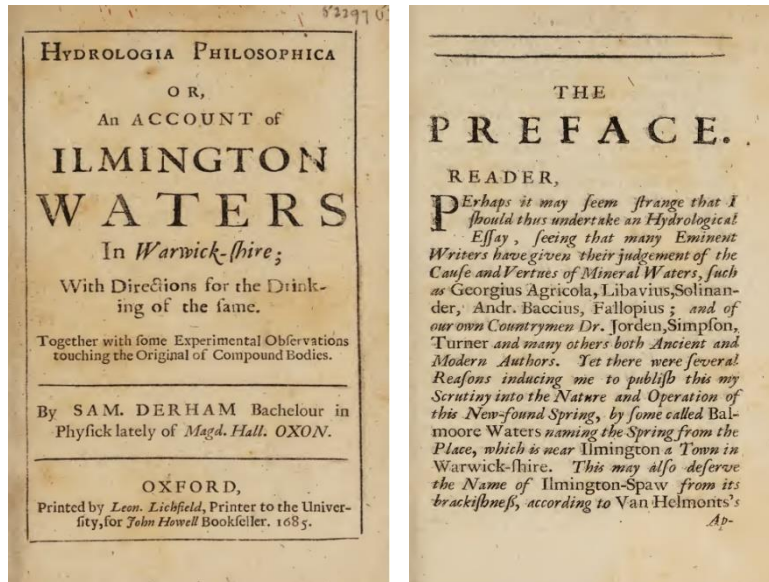 52297
HYDROLOGIA PHILOSOPHICA
OR,
An ACCOUNT of
ILMINGTON
WATERS
In Warwick-ſhire;
With Directions for the Drink-
ing of the ſame.
Together with ſome Experimental Obſervations
touching the Original of Compound Bodies.
By SAM. DERHAM Bachelour in
Phyſick lately of Magd. Hall. OXON.
OXFORD,
Printed by Leon. Lichfield, Printer to the Univer-
ſity, for John Howell Bookſeller. 1685.
THE
PREFACE.
READER,
PErhaps it may ſeem ſtrange that I
ſhould thus undertake an Hydrological
Eſſay, ſeeing that many Eminent
Writers have given their judgement of the
Cauſe and Vertues of Mineral Waters, ſuch
as Georgius Agricola, Libavius, Solinan-
der, Andr. Baccius, Fallopius; and of
our own Countrymen Dr. Jorden, Simpſon,
Turner and many others both Ancient and
Modern Authors. Yet there were ſeveral
Reaſons inducing me to publiſh this my
Scrutiny into the Nature and Operation of
this New-found Spring, by ſome called Bal-
moore Waters naming the Spring from the
Place, which is near Ilmington a Town in
Warwick-ſhire. This may alſo deſerve
the Name of Ilmington-Spaw from its
brackiſhneſs, according to Van Helmonts's
Ap-